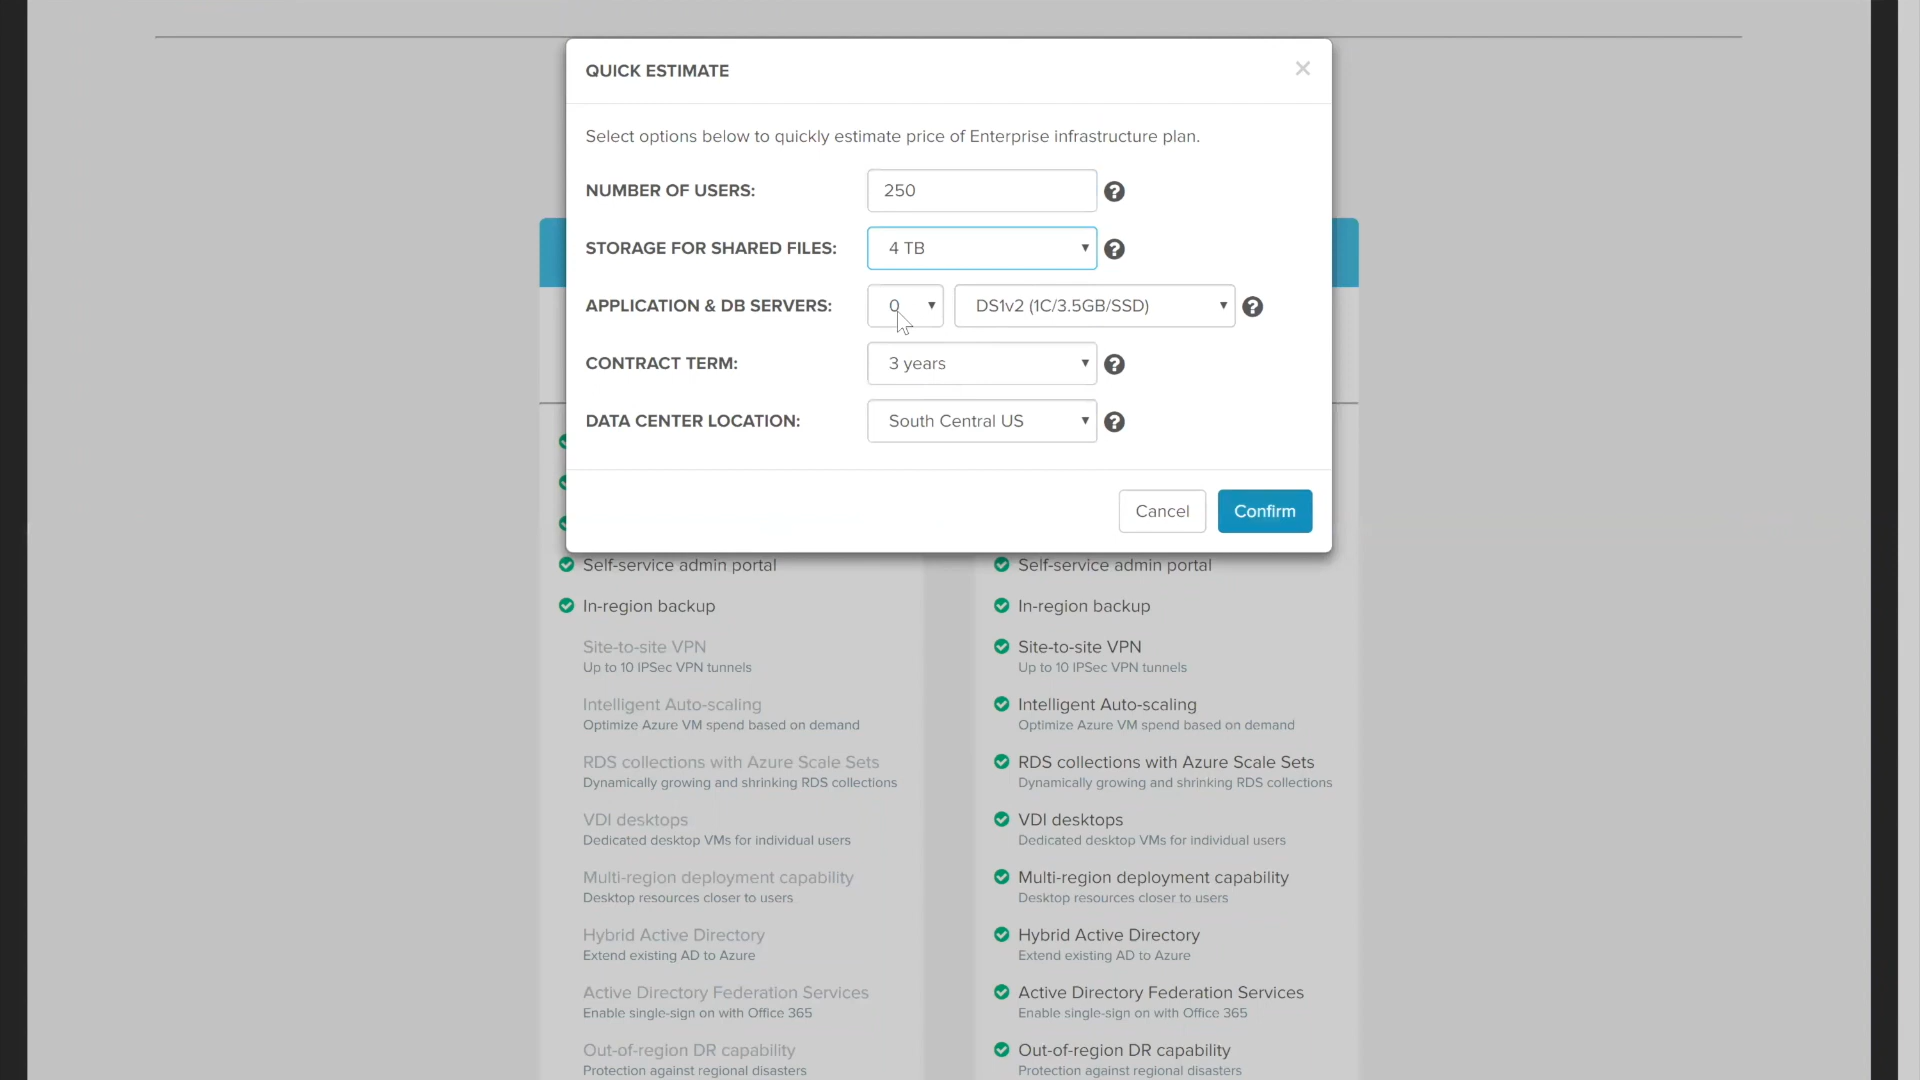 QUICK ESTIMATE ×
Select options below to quickly estimate price of Enterprise infrastructure plan.
NUMBER OF USERS: 250 ?
STORAGE FOR SHARED FILES: 4 TB ?
APPLICATION & DB SERVERS: 0 DS1v2 (1C/3.5GB/SSD) ?
CONTRACT TERM: 3 years ?
DATA CENTER LOCATION: South Central US ?
Cancel Confirm
Self-service admin portal
In-region backup
Site-to-site VPN
Up to 10 IPSec VPN tunnels
Intelligent Auto-scaling
Optimize Azure VM spend based on demand
RDS collections with Azure Scale Sets
Dynamically growing and shrinking RDS collections
VDI desktops
Dedicated desktop VMs for individual users
Multi-region deployment capability
Desktop resources closer to users
Hybrid Active Directory
Extend existing AD to Azure
Active Directory Federation Services
Enable single-sign on with Office 365
Out-of-region DR capability
Protection against regional disasters
Self-service admin portal
In-region backup
Site-to-site VPN
Up to 10 IPSec VPN tunnels
Intelligent Auto-scaling
Optimize Azure VM spend based on demand
RDS collections with Azure Scale Sets
Dynamically growing and shrinking RDS collections
VDI desktops
Dedicated desktop VMs for individual users
Multi-region deployment capability
Desktop resources closer to users
Hybrid Active Directory
Extend existing AD to Azure
Active Directory Federation Services
Enable single-sign on with Office 365
Out-of-region DR capability
Protection against regional disasters